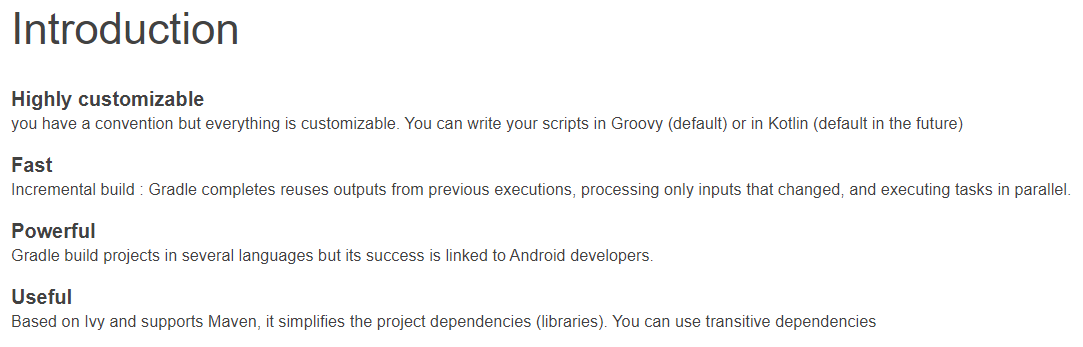 Introduction
Highly customizable
you have a convention but everything is customizable. You can write your scripts in Groovy (default) or in Kotlin (default in the future)
Fast
Incremental build : Gradle completes reuses outputs from previous executions, processing only inputs that changed, and executing tasks in parallel.
Powerful
Gradle build projects in several languages but its success is linked to Android developers.
Useful
Based on Ivy and supports Maven, it simplifies the project dependencies (libraries). You can use transitive dependencies